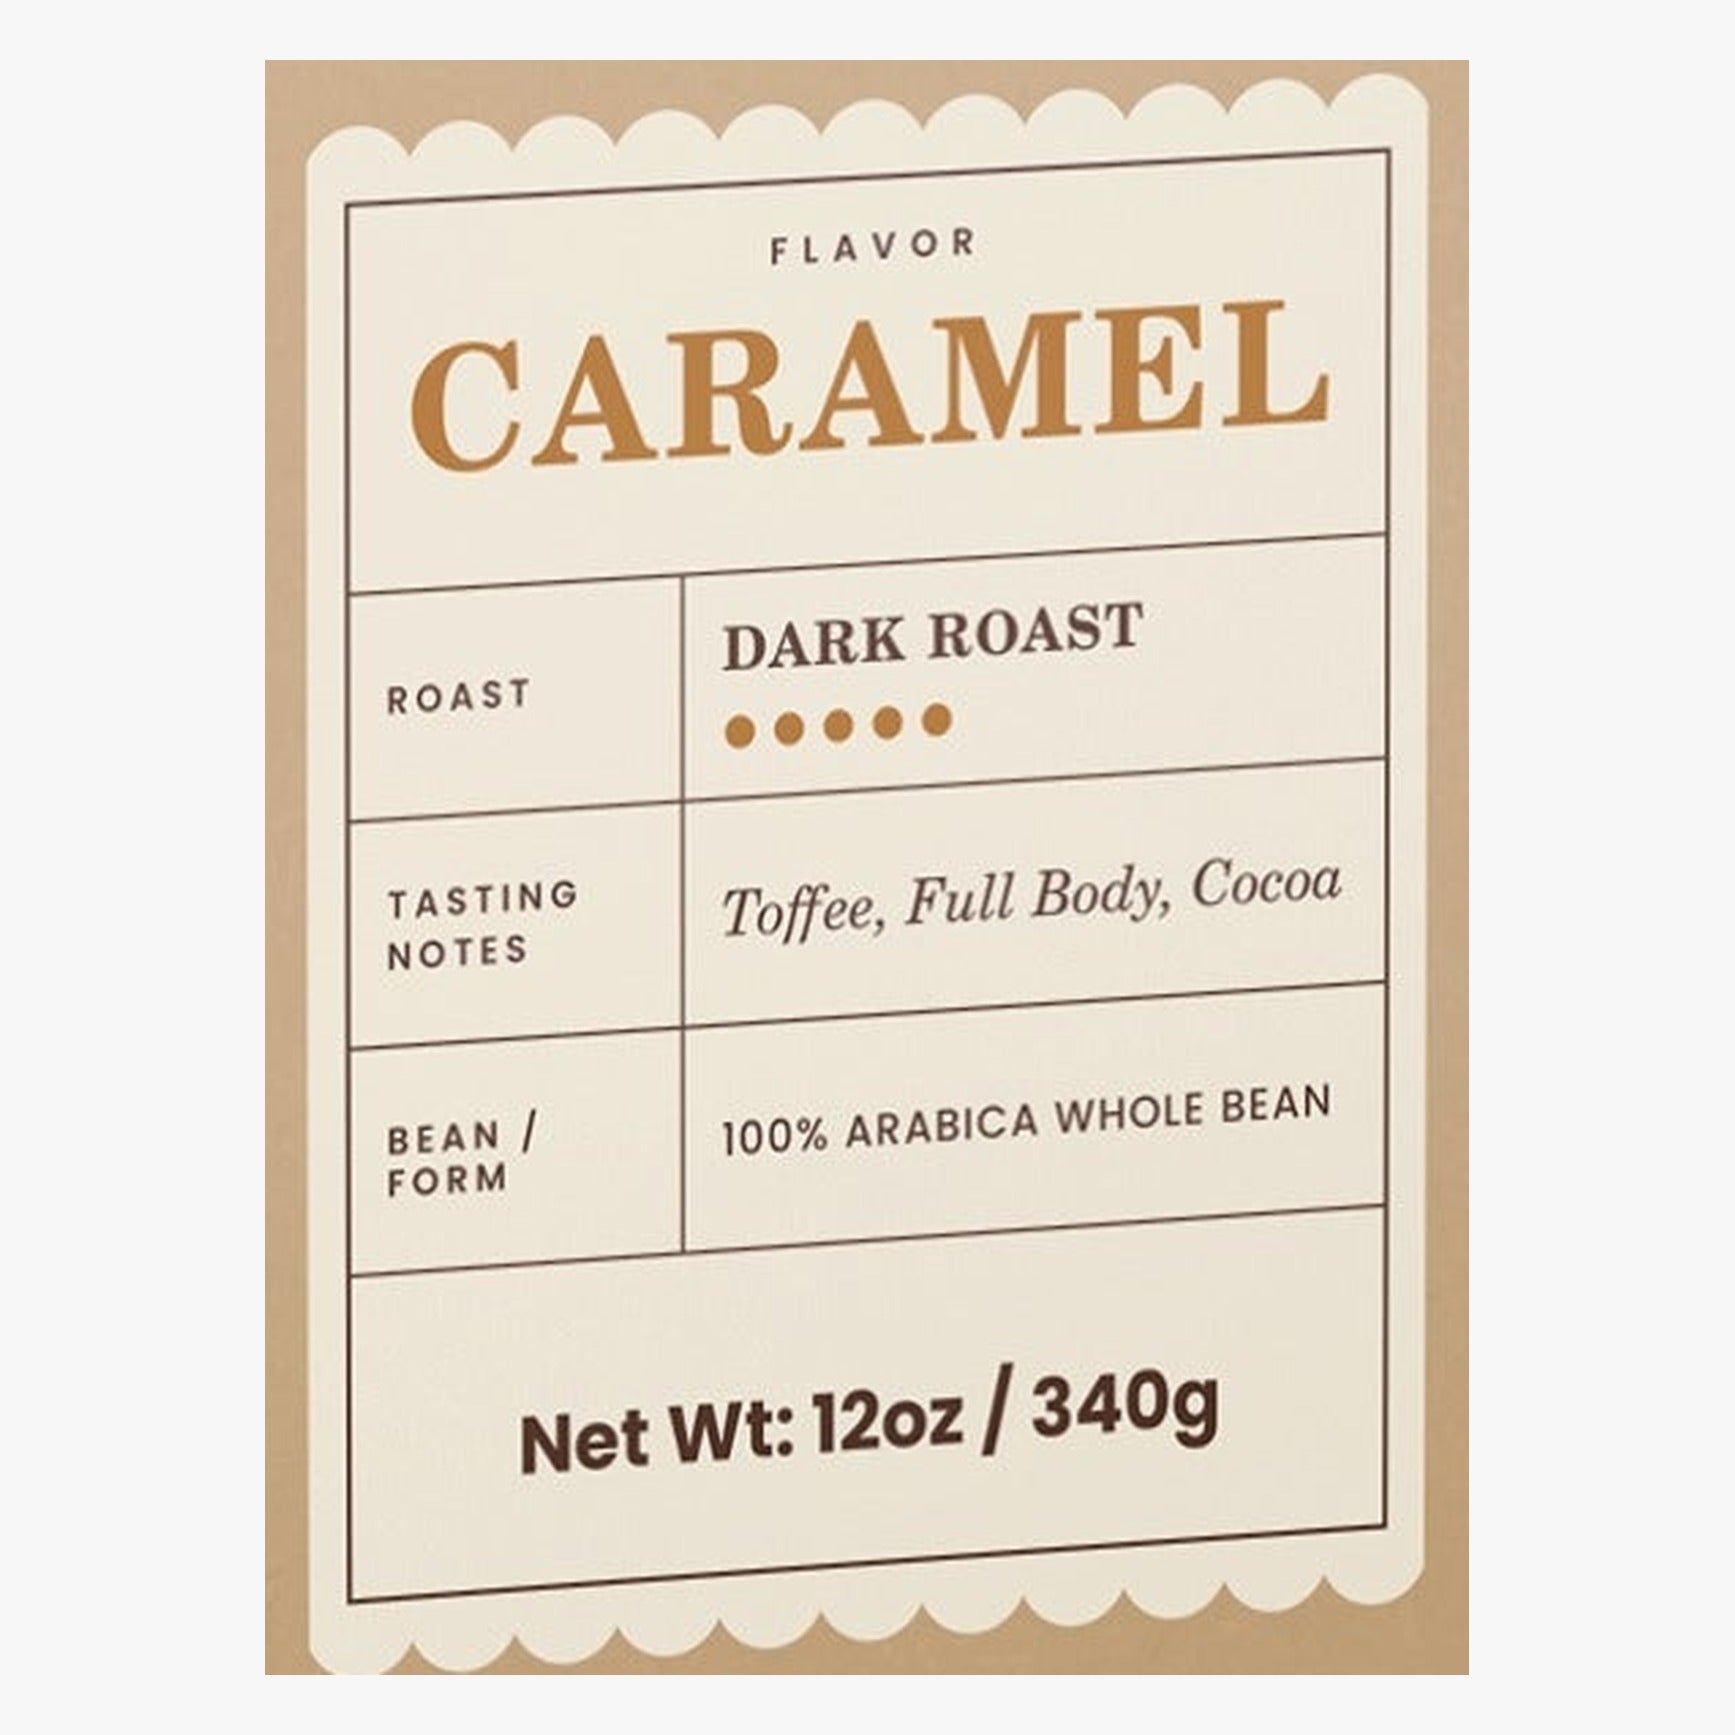 FLAVOR
CARAMEL
ROAST
DARK ROAST
TASTING
NOTES
Toffee, Full Body, Cocoa
BEAN /
FORM
100% ARABICA WHOLE BEAN
Net Wt: 12oz / 340g